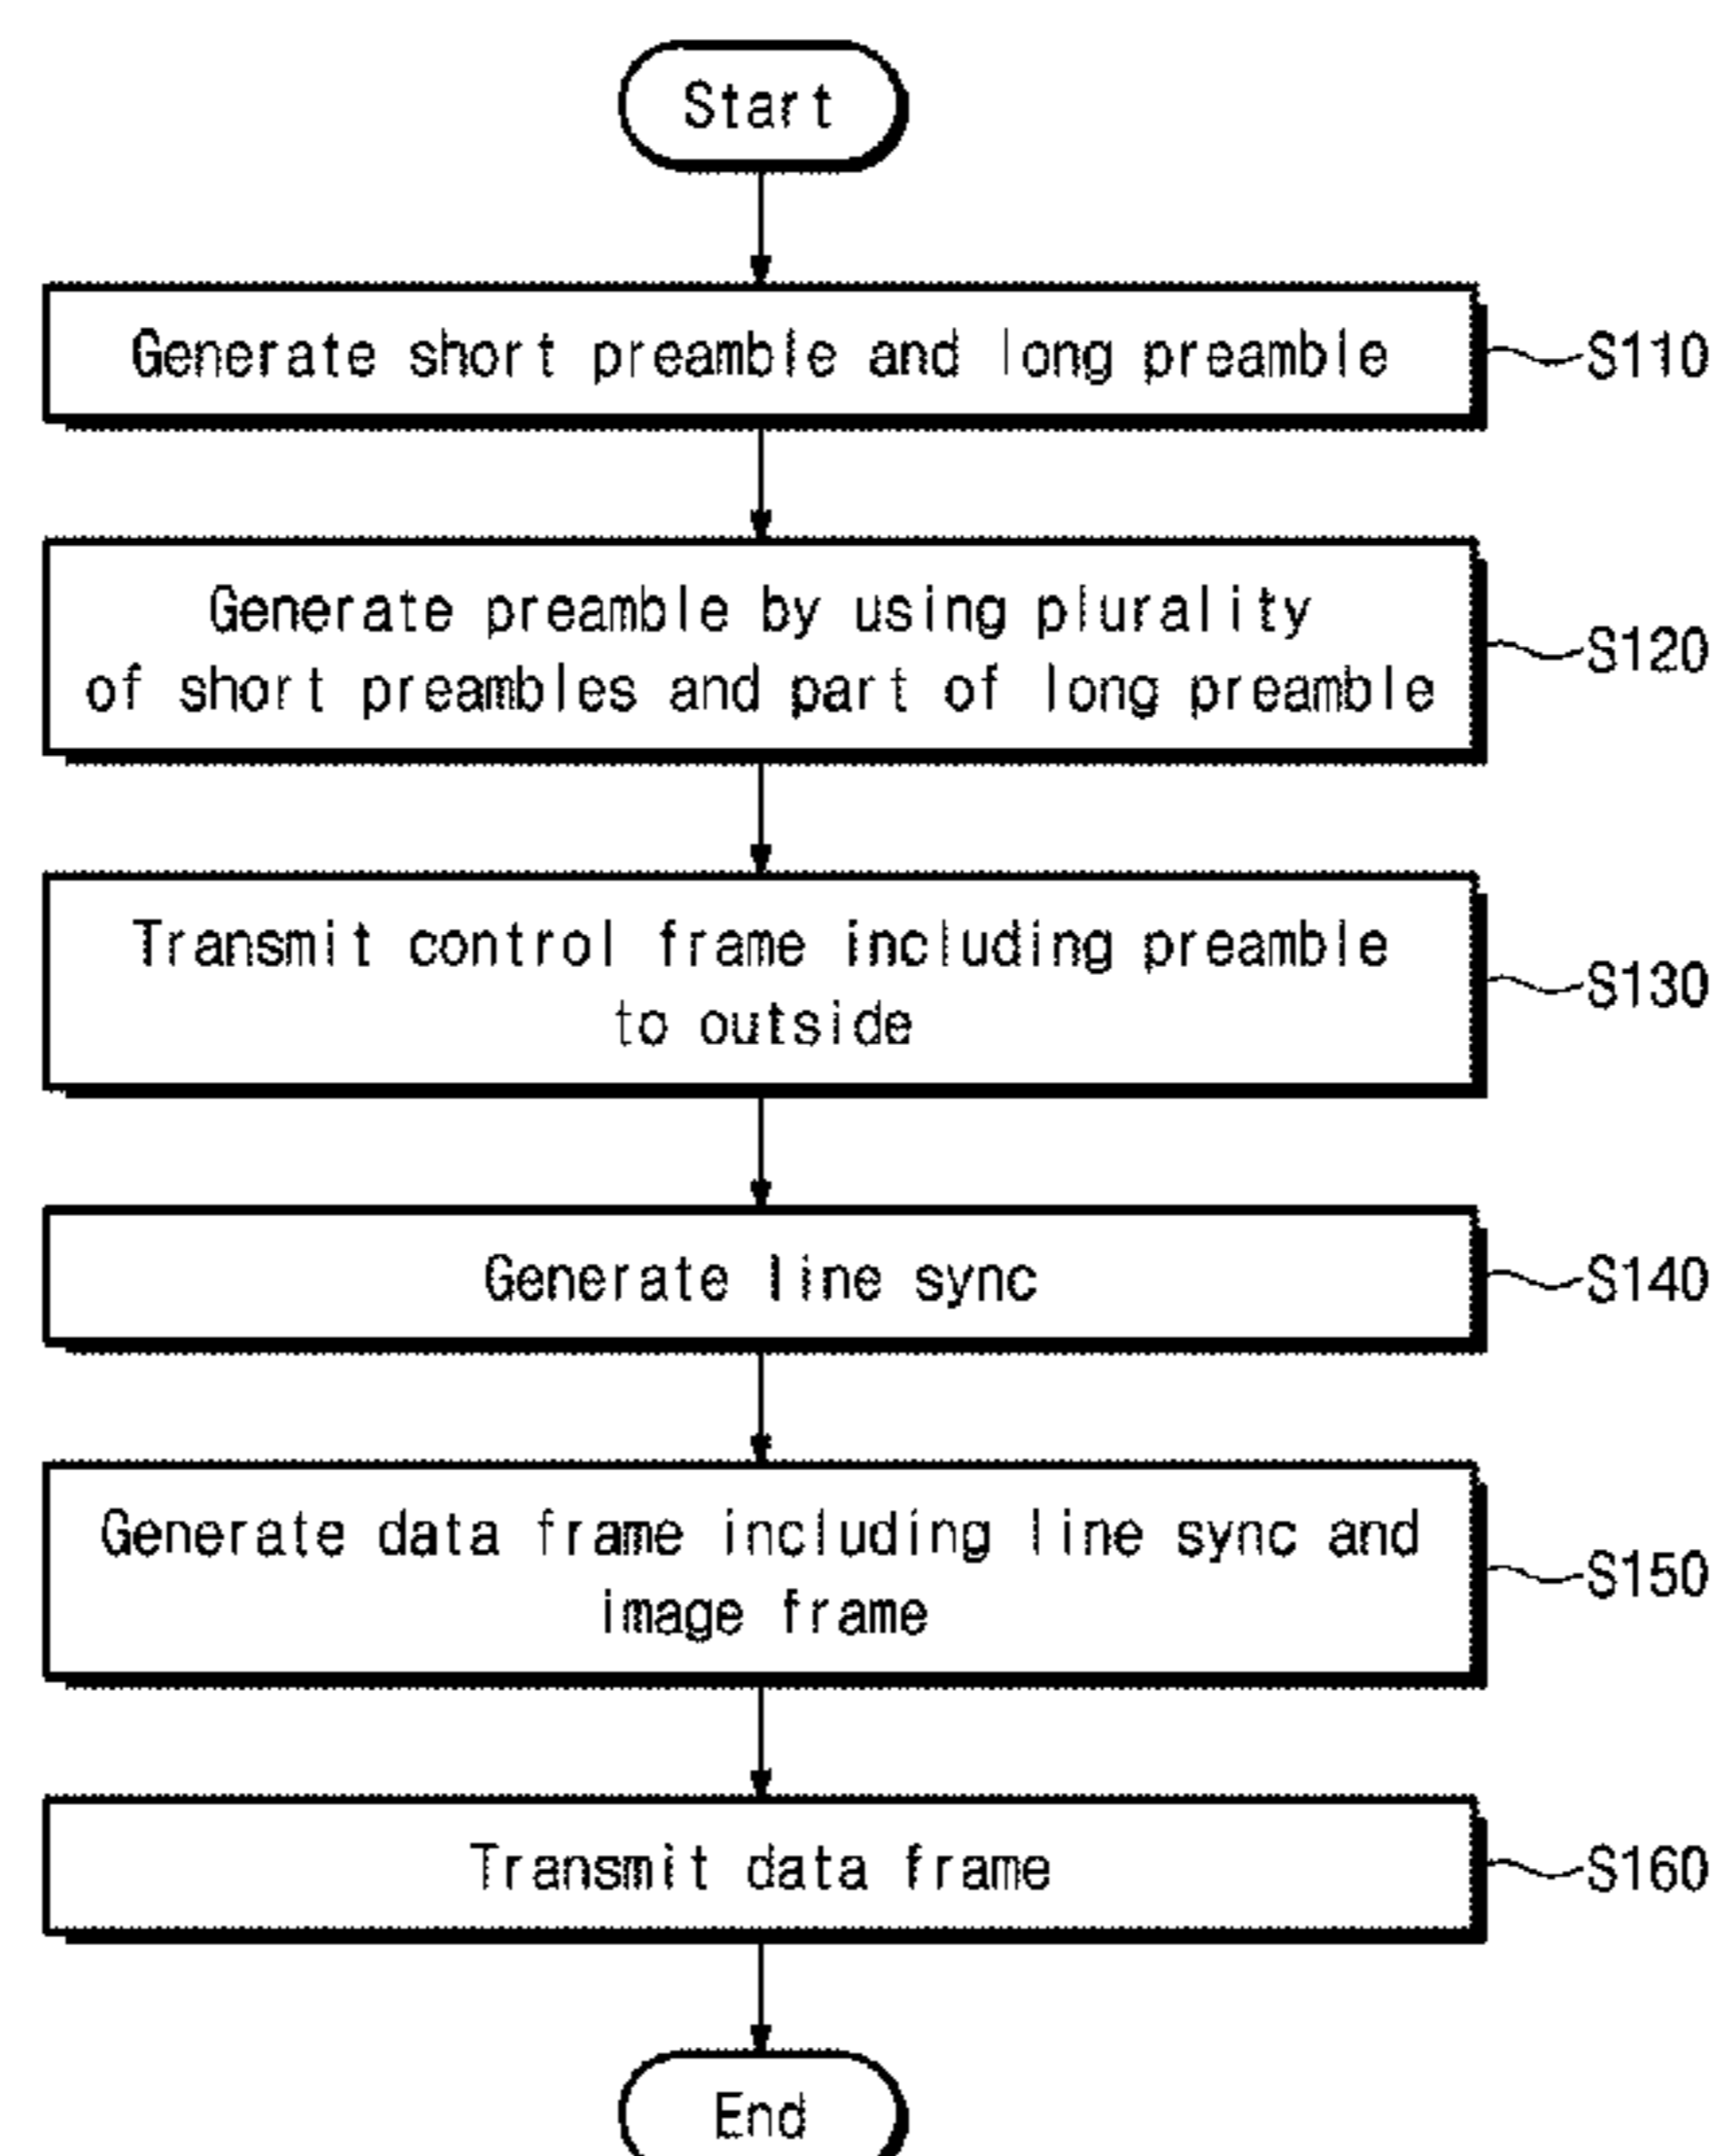 Start
Generate short preamble and long preamble
S110
Generate preamble by using plurality
of short preambles and part of long preamble
S120
Transmit control frame including preamble
to outside
S130
Generate line sync
S140
Generate data frame including line sync and
image frame
S150
Transmit data frame
S160
End